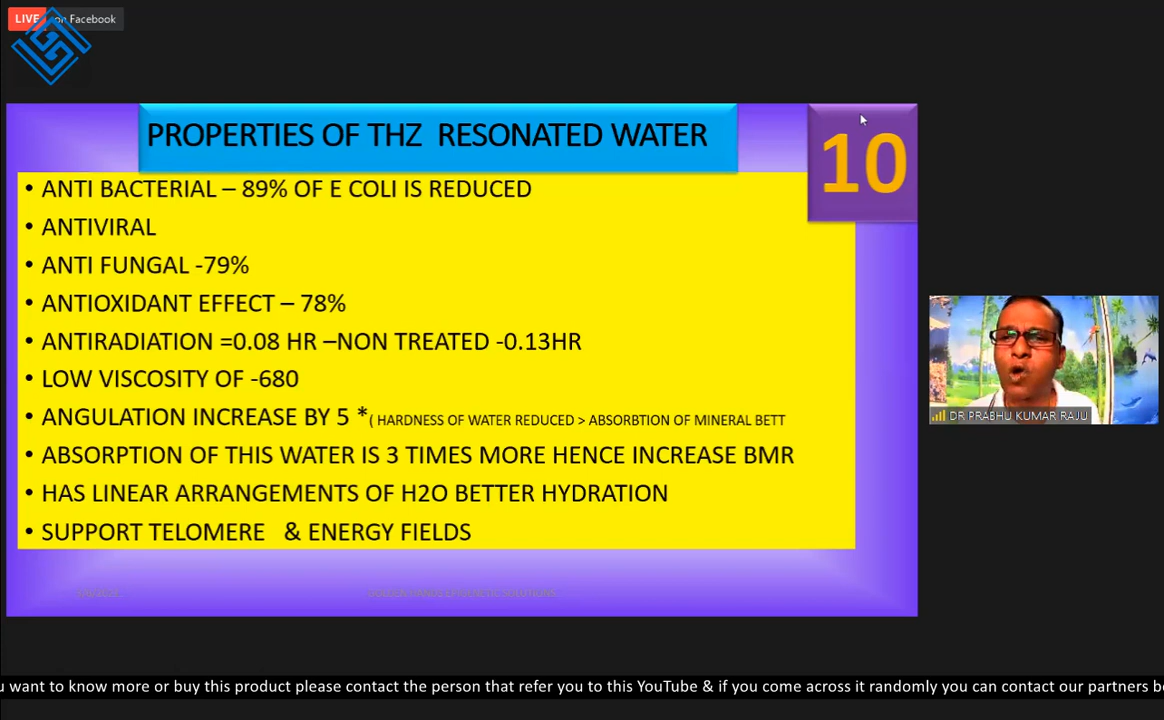 LIVE on Facebook
PROPERTIES OF THZ RESONATED WATER
10
• ANTI BACTERIAL – 89% OF E COLI IS REDUCED
• ANTIVIRAL
• ANTI FUNGAL -79%
• ANTIOXIDANT EFFECT – 78%
• ANTIRADIATION =0.08 HR –NON TREATED -0.13HR
• LOW VISCOSITY OF -680
• ANGULATION INCREASE BY 5 *( HARDNESS OF WATER REDUCED > ABSORBTION OF MINERAL BETT
• ABSORPTION OF THIS WATER IS 3 TIMES MORE HENCE INCREASE BMR
• HAS LINEAR ARRANGEMENTS OF H2O BETTER HYDRATION
• SUPPORT TELOMERE & ENERGY FIELDS
DR PRABHU KUMAR RAJU
GOLDEN HANDZ EPIGENETIC SOLUTIONS
u want to know more or buy this product please contact the person that refer you to this YouTube & if you come across it randomly you can contact our partners be